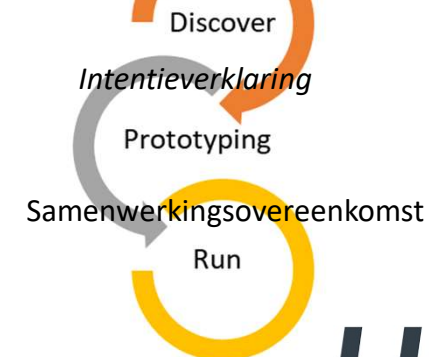 Discover
Intentieverklaring
Prototyping
Samenwerkingsovereenkomst
Run